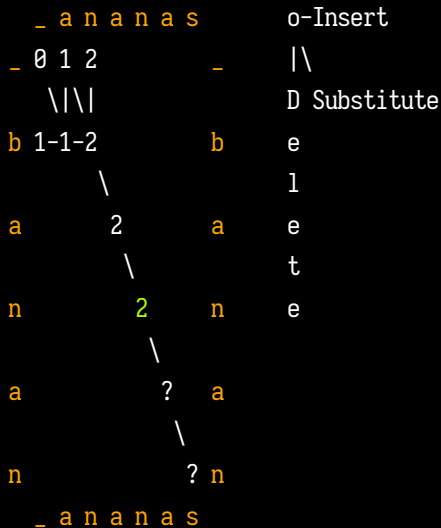 _ a n a n a s o-Insert
_ 0 1 2 _ |\
\|\| D Substitute
b 1-1-2 b e
\ l
a 2 a e
\ t
n 2 n e
\
a ? a
\
n ? n
_ a n a n a s